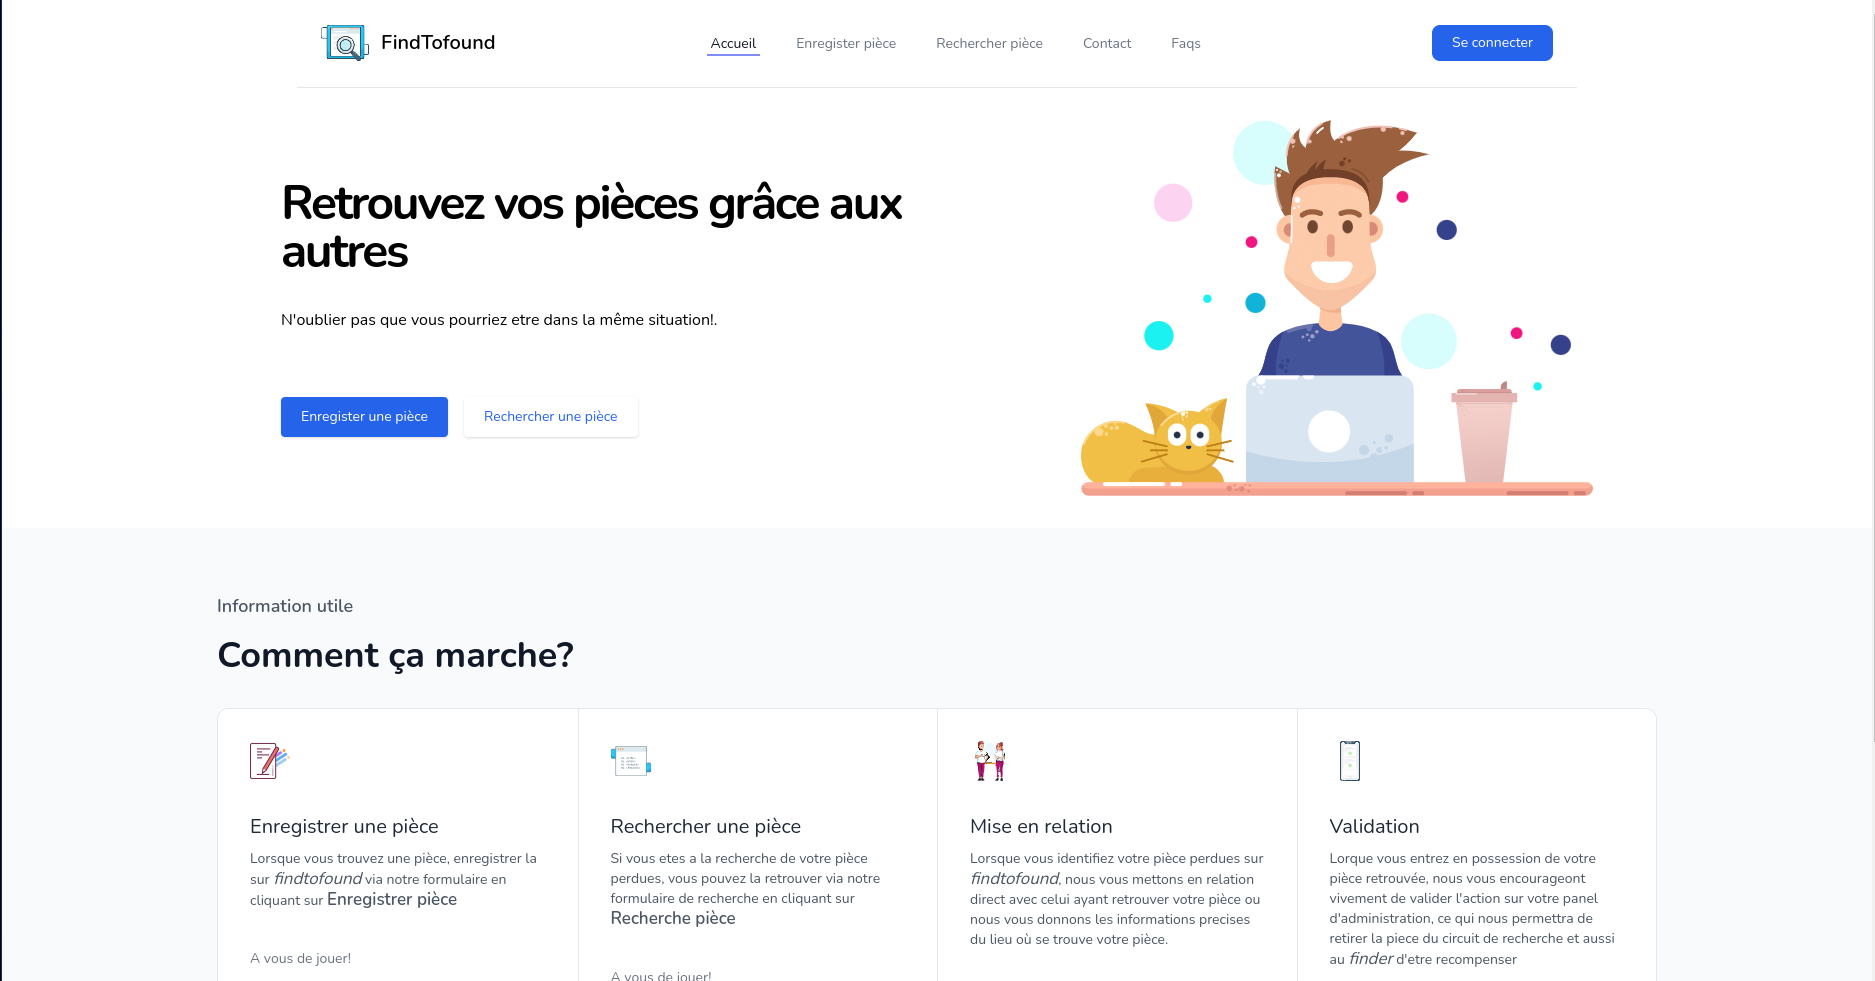 FindTofound
Accueil
Enregister pièce
Rechercher pièce
Contact
Faqs
Se connecter
Retrouvez vos pièces grâce aux
autres
N'oublier pas que vous pourriez etre dans la même situation!.
Enregister une pièce
Rechercher une pièce
Information utile
Comment ça marche?
Enregistrer une pièce
Lorsque vous trouvez une pièce, enregistrer la
sur findtofound via notre formulaire en
cliquant sur Enregistrer pièce
A vous de jouer!
Rechercher une pièce
Si vous etes a la recherche de votre pièce
perdues, vous pouvez la retrouver via notre
formulaire de recherche en cliquant sur
Recherche pièce
A vous de jouer!
Mise en relation
Lorsque vous identifiez votre pièce perdues sur
findtofound, nous vous mettons en relation
direct avec celui ayant retrouver votre pièce ou
nous vous donnons les informations precises
du lieu où se trouve votre pièce.
Validation
Lorque vous entrez en possession de votre
pièce retrouvée, nous vous encourageont
vivement de valider l'action sur votre panel
d'administration, ce qui nous permettra de
retirer la piece du circuit de recherche et aussi
au finder d'etre recompenser